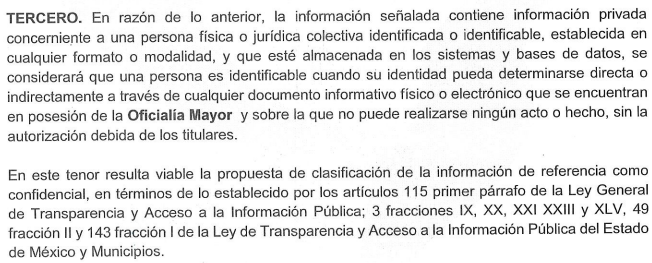 TERCERO. En razón de lo anterior, la información señalada contiene información privada
concerniente a una persona física o jurídica colectiva identificada o identificable, establecida en
cualquier formato o modalidad, y que esté almacenada en los sistemas y bases de datos, se
considerará que una persona es identificable cuando su identidad pueda determinarse directa o
indirectamente a través de cualquier documento informativo físico o electrónico que se encuentran
en posesión de la Oficialía Mayor y sobre la que no puede realizarse ningún acto o hecho, sin la
autorización debida de los titulares.
En este tenor resulta viable la propuesta de clasificación de la información de referencia como
confidencial, en términos de lo establecido por los artículos 115 primer párrafo de la Ley General
de Transparencia y Acceso a la Información Pública; 3 fracciones IX, XX, XXI XXIII y XLV, 49
fracción II y 143 fracción I de la Ley de Transparencia y Acceso a la Información Pública del Estado
de México y Municipios.